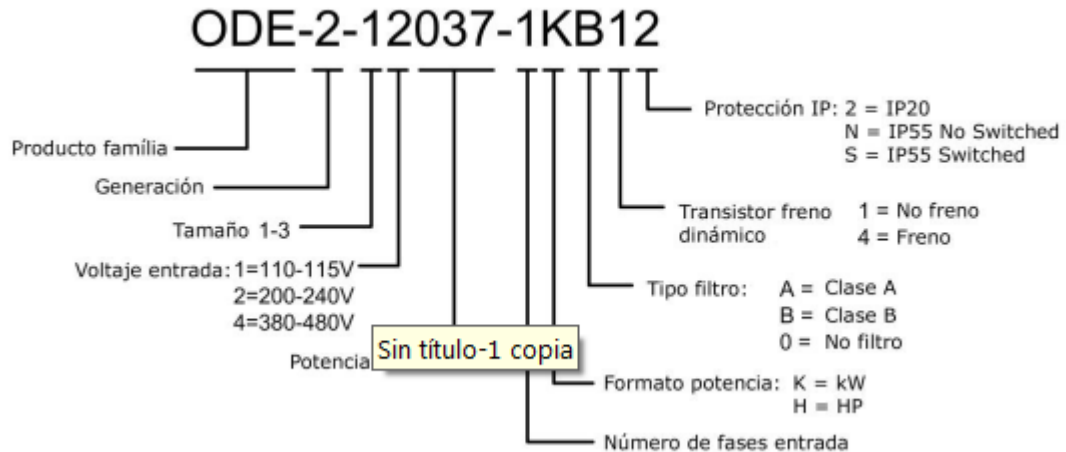 ODE-2-12037-1KB12
Protección IP: 2 = IP20
N = IP55 No Switched
S = IP55 Switched
Producto família
Generación
Transistor freno 1 = No freno
dinámico 4 = Freno
Tamaño 1-3
Voltaje entrada: 1=110-115V
2=200-240V
4=380-480V
Tipo filtro: A = Clase A
B = Clase B
0 = No filtro
Sin título-1 copia
Potencia
Formato potencia: K = kW
H = HP
Número de fases entrada